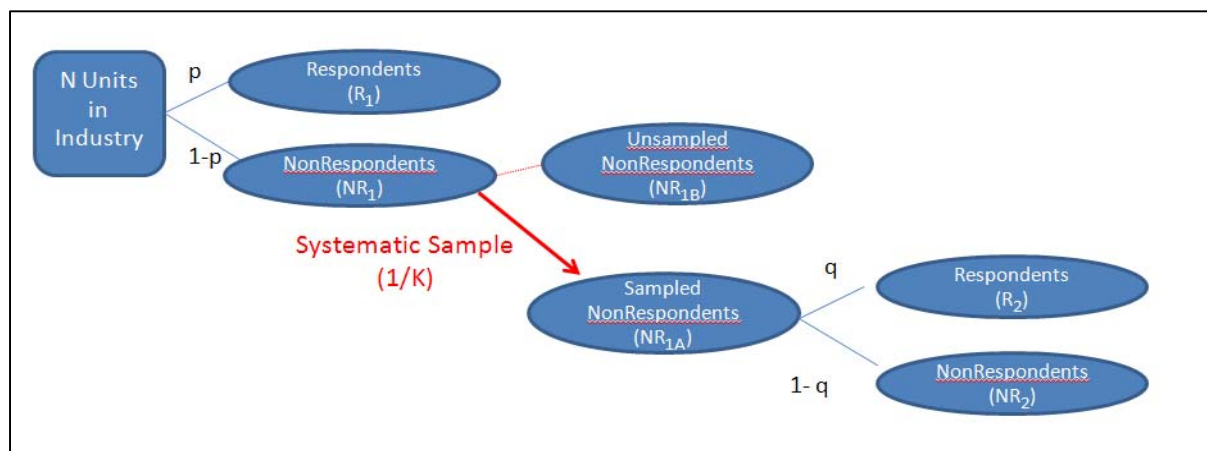 N Units
in
Industry
p
1-p
Respondents
(R1)
NonRespondents
(NR1)
Unsampled
NonRespondents
(NR1B)
Systematic Sample
(1/K)
Sampled
NonRespondents
(NR1A)
q
1- q
Respondents
(R2)
NonRespondents
(NR2)